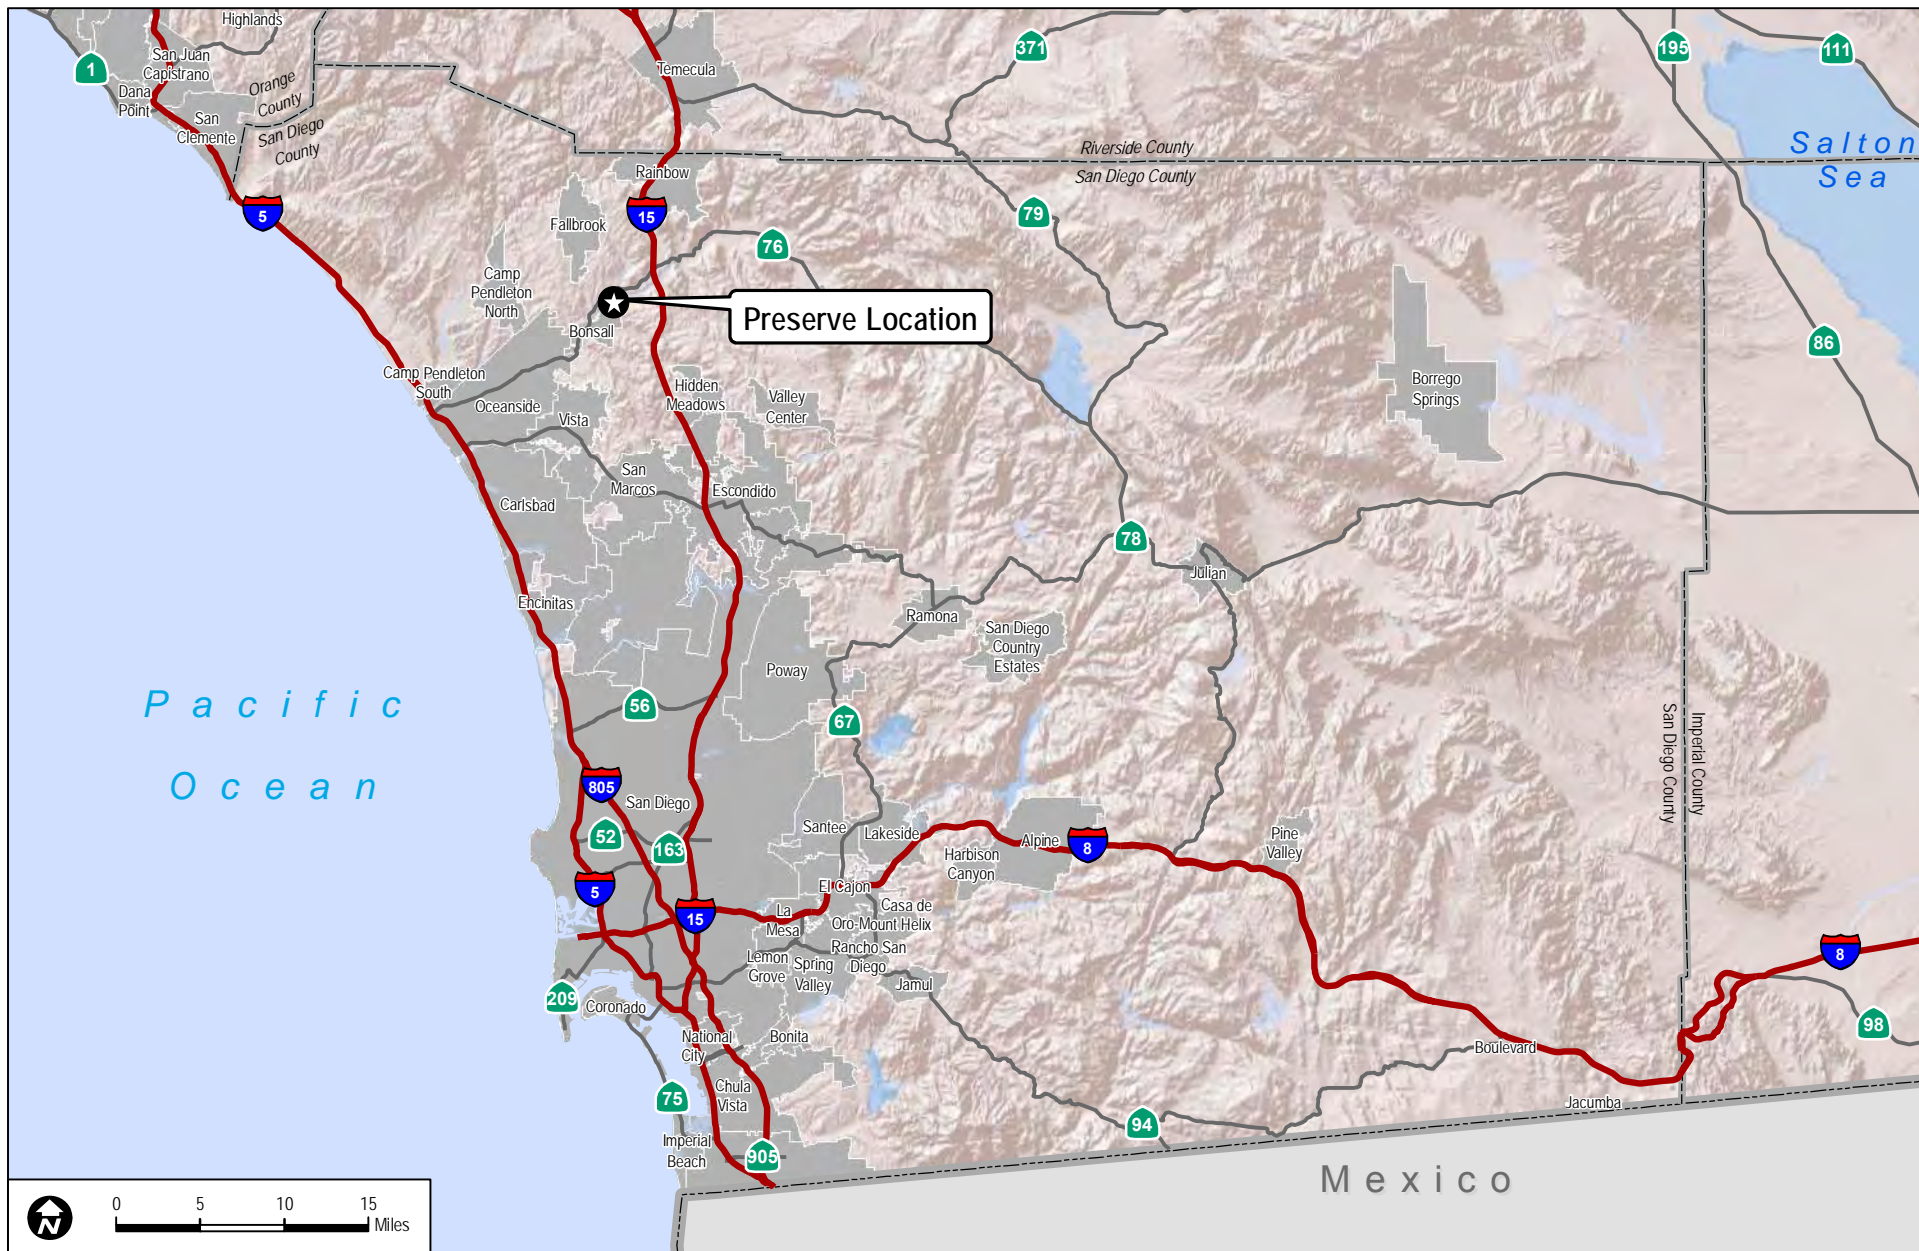 Highlands
1
San Juan
Capistrano
Dana
Point
San
Clemente
Orange
County
San Diego
County
Temecula
371
195
111
Salton
Sea
Riverside County
San Diego County
Rainbow
5
15
Fallbrook
79
76
Camp
Pendleton
North
Preserve Location
Bonsall
86
Camp Pendleton
South
Oceanside
Vista
Hidden
Meadows
Valley
Center
Borrego
Springs
San
Marcos
Escondido
Carlsbad
78
Julian
Encinitas
Ramona
San Diego
Country
Estates
Poway
Pacific
Ocean
56
67
San Diego County
Imperial County
805
San Diego
52
163
Santee
Lakeside
Alpine
8
Harbison
Canyon
Pine
Valley
5
El Cajon
15
La
Mesa
Casa de
Oro-Mount Helix
Rancho San
Diego
Lemon
Grove
Spring
Valley
Jamul
8
209
Coronado
National
City
Bonita
98
Boulevard
75
Chula
Vista
Jacumba
94
Imperial
Beach
905
Mexico
N
0 5 10 15
Miles